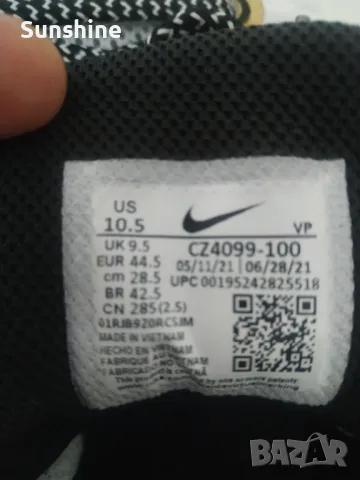 Sunshine
US
10.5
VP
UK 9.5
CZ4099-100
EUR 44.5
05/11/21 | 06/28/21
cm 28.5
UPC 00195242825518
BR 42.5
CN 285(2.5)
MADE IN VIETNAM
HECHO EN VIETNAM
FABRIQUE AU VIETNAM
BAZAR